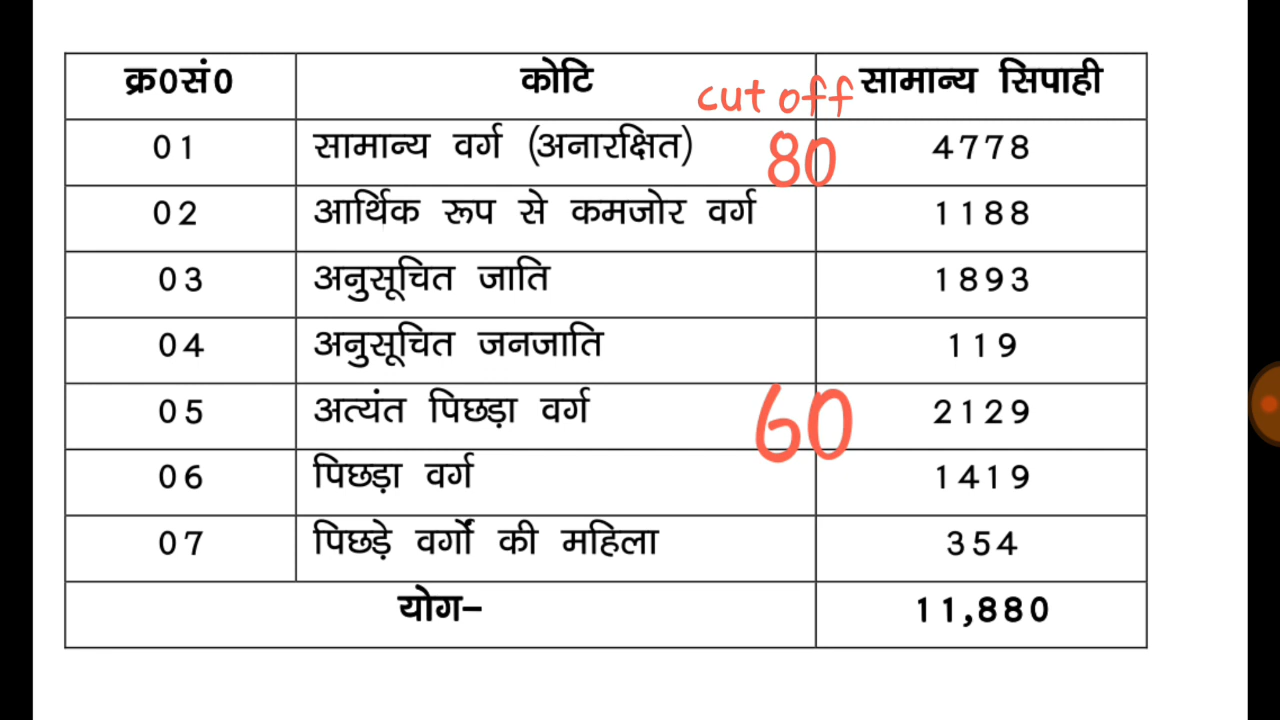 क्र0सं0 कोटि cut off सामान्य सिपाही
01 सामान्य वर्ग (अनारक्षित) 80 4778
02 आर्थिक रूप से कमजोर वर्ग 1188
03 अनुसूचित जाति 1893
04 अनुसूचित जनजाति 119
05 अत्यंत पिछड़ा वर्ग 60 2129
06 पिछड़ा वर्ग 1419
07 पिछड़े वर्गों की महिला 354
योग– 11,880